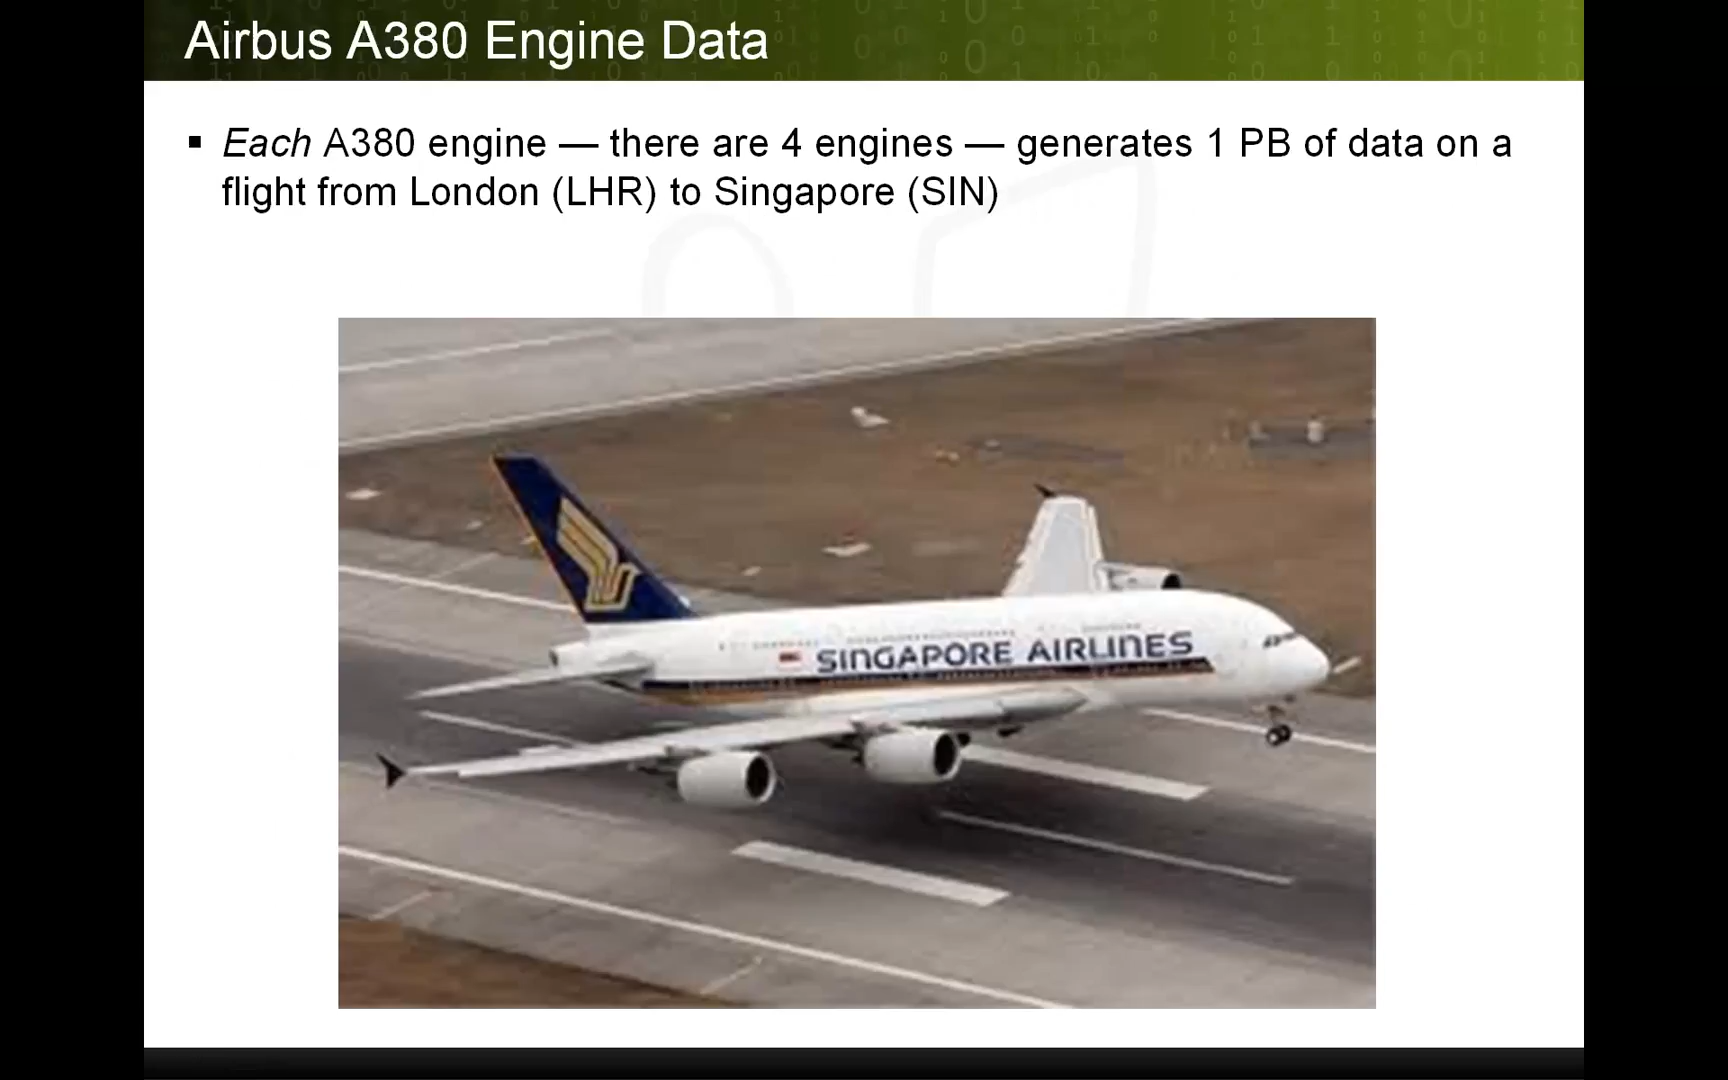 Airbus A380 Engine Data
▪ Each A380 engine — there are 4 engines — generates 1 PB of data on a
flight from London (LHR) to Singapore (SIN)
SINGAPORE AIRLINES